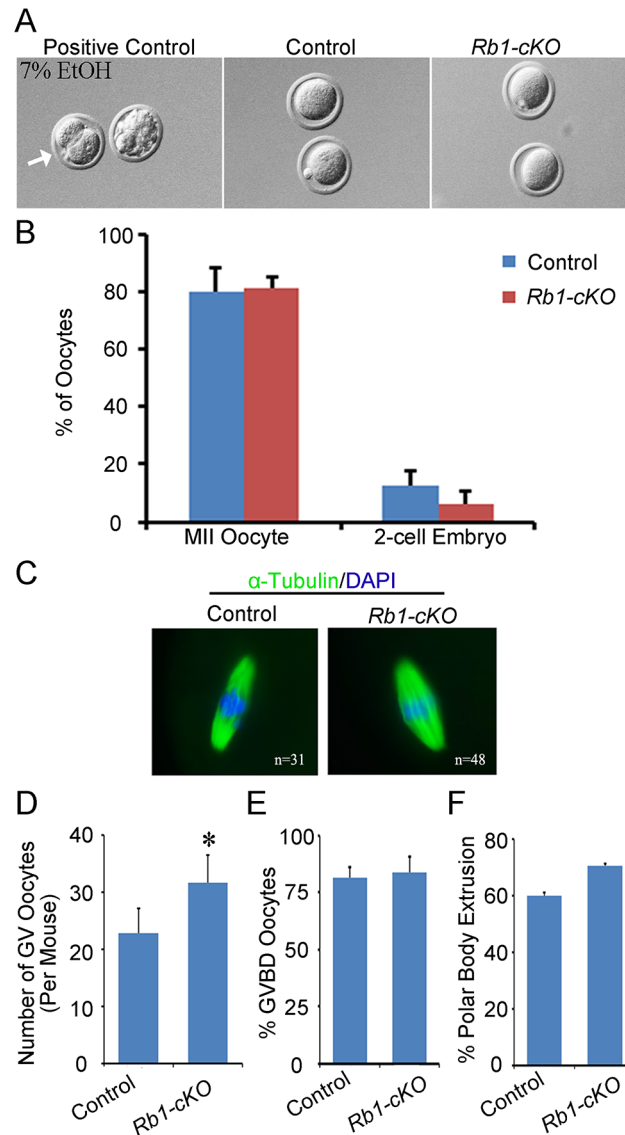 A
Positive Control
Control
Rb1-cKO
7% EtOH
B
% of Oocytes
100
80
60
40
20
0
MII Oocyte
2-cell Embryo
Control
Rb1-cKO
C
α-Tubulin/DAPI
Control
Rb1-cKO
n=31
n=48
D
Number of GV Oocytes
(Per Mouse)
40
30
20
10
0
*
Control
Rb1-cKO
E
% GVBD Oocytes
100
75
50
25
0
Control
Rb1-cKO
F
% Polar Body Extrusion
80
60
40
20
0
Control
Rb1-cKO